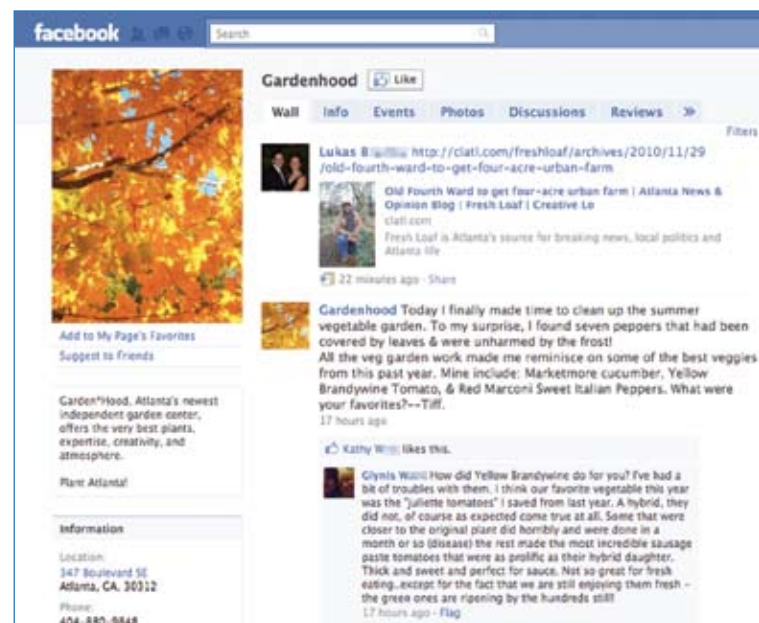 facebook
Search
Gardenhood Like
Wall Info Events Photos Discussions Reviews »
Filters
Lukas B http://clatl.com/freshloaf/archives/2010/11/29
/old-fourth-ward-to-get-four-acre-urban-farm
Old Fourth Ward to get four-acre urban farm | Atlanta News &
Opinion Blog | Fresh Loaf | Creative Lo
clatl.com
Fresh Loaf is Atlanta's source for breaking news, local politics and
Atlanta life
22 minutes ago · Share
Gardenhood Today I finally made time to clean up the summer
vegetable garden. To my surprise, I found seven peppers that had been
covered by leaves & were unharmed by the frost!
All the veg garden work made me reminisce on some of the best veggies
from this past year. Mine include: Marketmore cucumber, Yellow
Brandywine Tomato, & Red Marconi Sweet Italian Peppers. What were
your favorites?--Tiff.
17 hours ago
Kathy W likes this.
Glynis W How did Yellow Brandywine do for you? I've had a
bit of troubles with them. I think our favorite vegetable this year
was the "juliette tomatoes" I saved from last year. A hybrid, they
did not, of course as expected come true at all. Some that were
closer to the original plant did horribly and were done in a
month or so (disease) the rest made the most incredible sausage
paste tomatoes that were as prolific as their hybrid daughter.
Thick and sweet and perfect for sauce. Not so great for fresh
eating..except for the fact that we are still enjoying them fresh -
the green ones are ripening by the hundreds still!
17 hours ago · Flag
Add to My Page's Favorites
Suggest to Friends
Garden*Hood, Atlanta's newest
independent garden center,
offers the very best plants,
expertise, creativity, and
atmosphere.
Plant Atlanta!
Information
Location:
347 Boulevard SE
Atlanta, GA, 30312
Phone:
404-880-9848